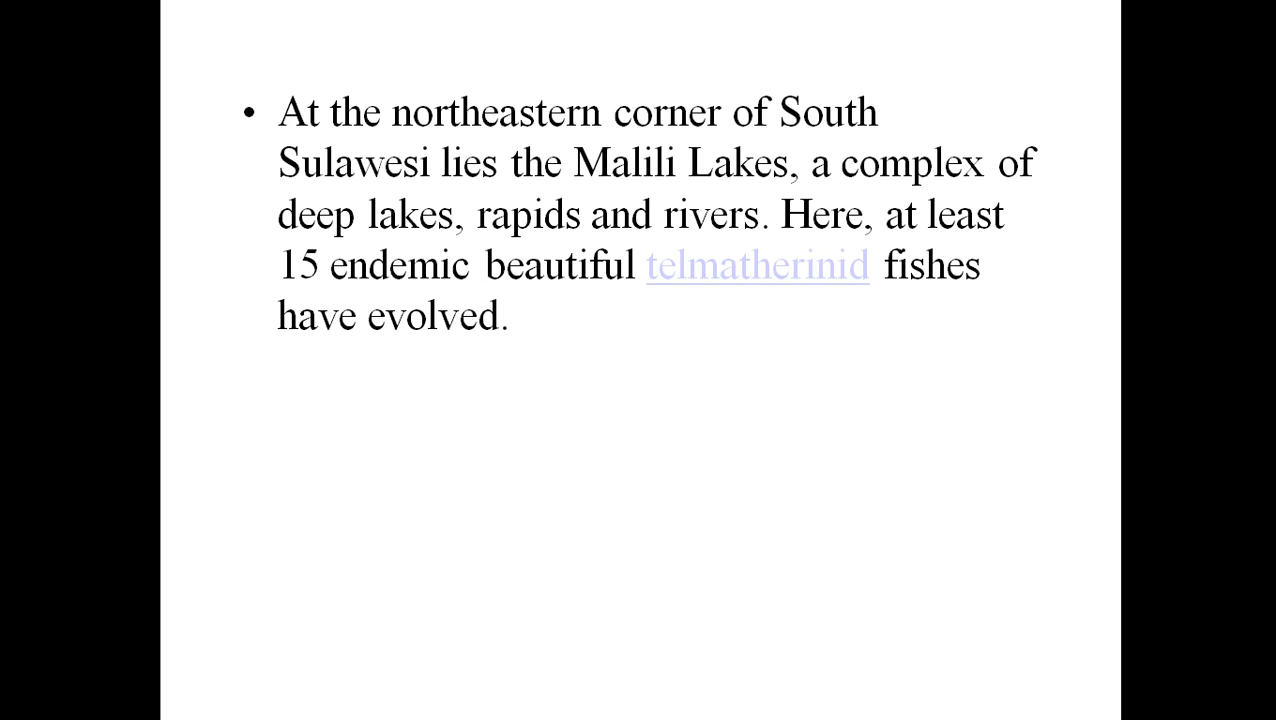 • At the northeastern corner of South
Sulawesi lies the Malili Lakes, a complex of
deep lakes, rapids and rivers. Here, at least
15 endemic beautiful telmatherinid fishes
have evolved.